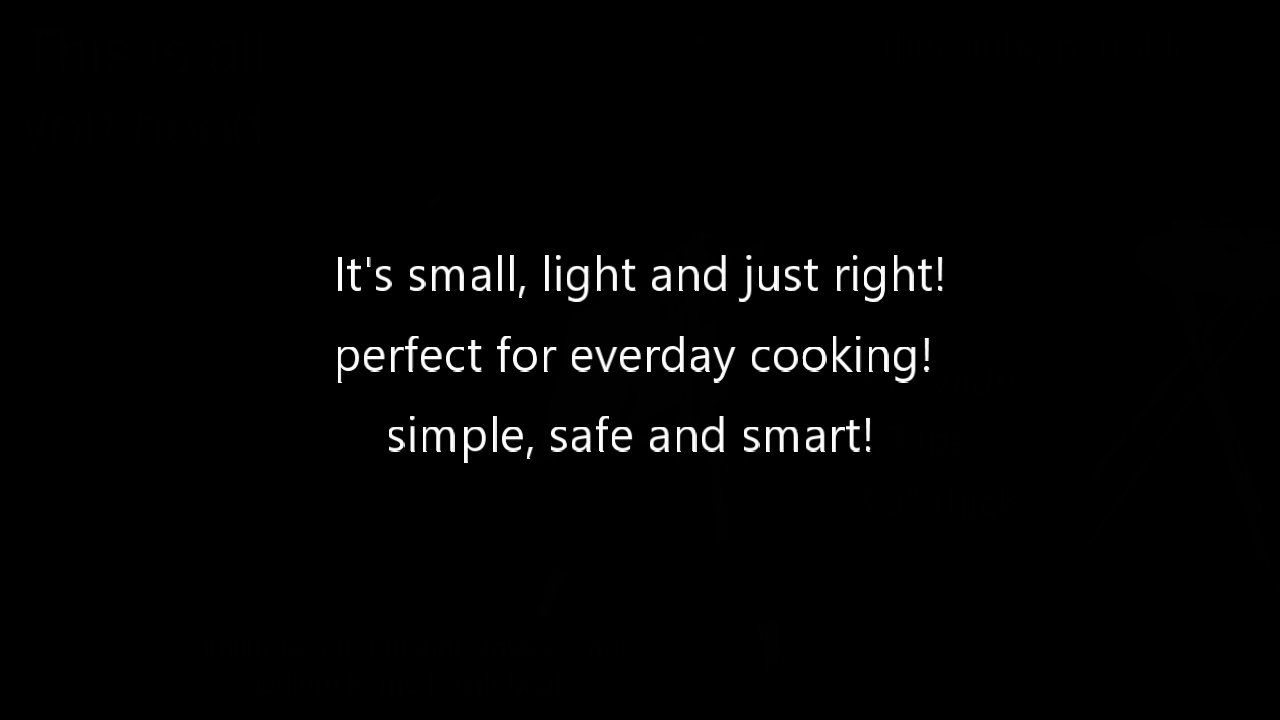 It's small, light and just right!
perfect for everday cooking!
simple, safe and smart!